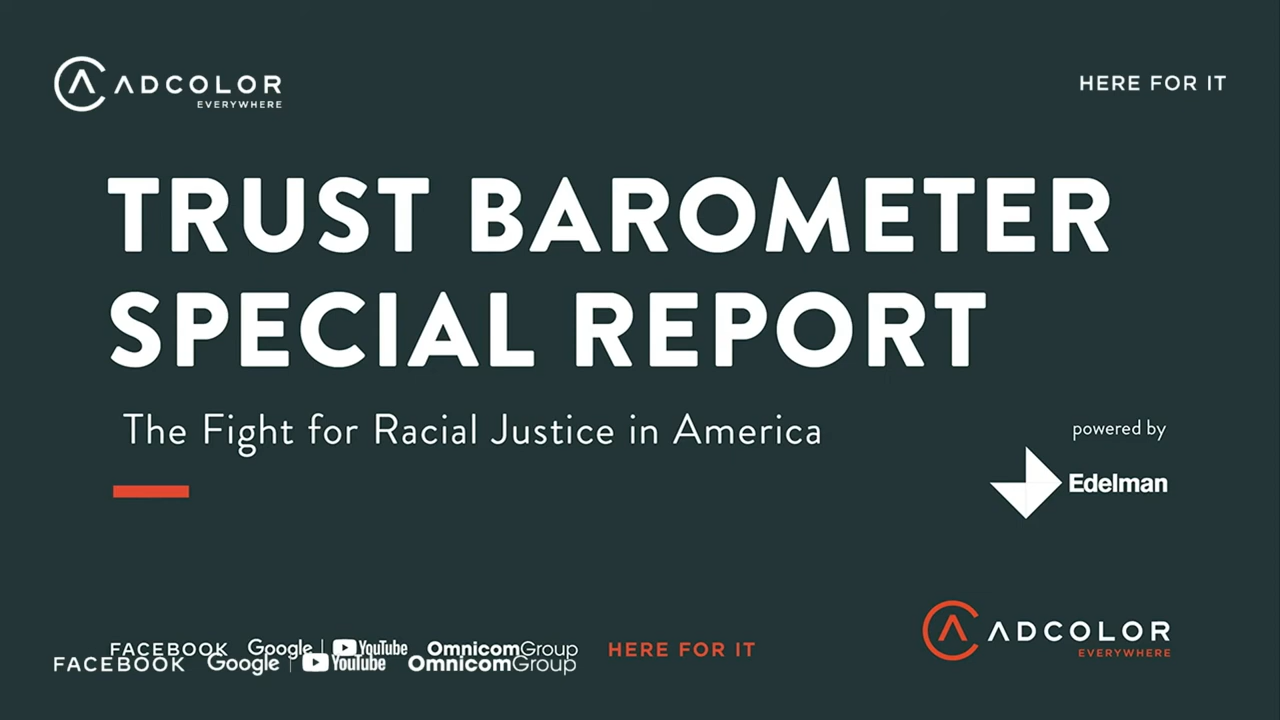 ADCOLOR
EVERYWHERE
HERE FOR IT
TRUST BAROMETER
SPECIAL REPORT
The Fight for Racial Justice in America
powered by
Edelman
FACEBOOK Google | YouTube OmnicomGroup HERE FOR IT
FACEBOOK Google | YouTube OmnicomGroup
ADCOLOR
EVERYWHERE